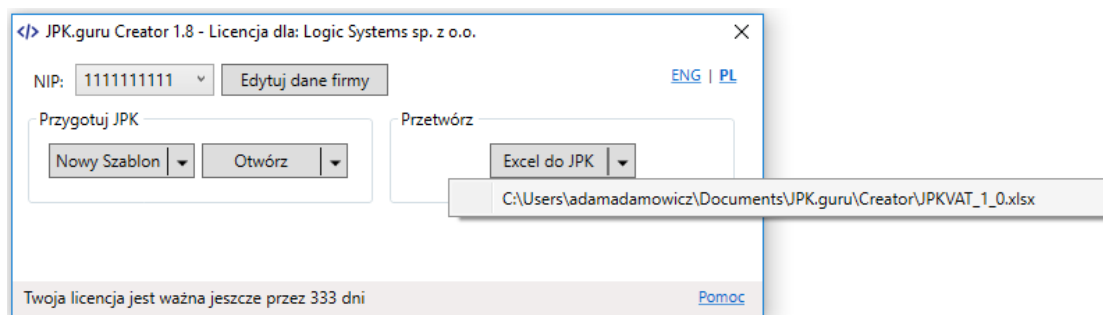 </> JPK.guru Creator 1.8 - Licencja dla: Logic Systems sp. z o.o.
NIP: 1111111111 Edytuj dane firmy ENG | PL
Przygotuj JPK Przetwórz
Nowy Szablon Otwórz Excel do JPK
C:\Users\adamadamowicz\Documents\JPK.guru\Creator\JPKVAT_1_0.xlsx
Twoja licencja jest ważna jeszcze przez 333 dni Pomoc